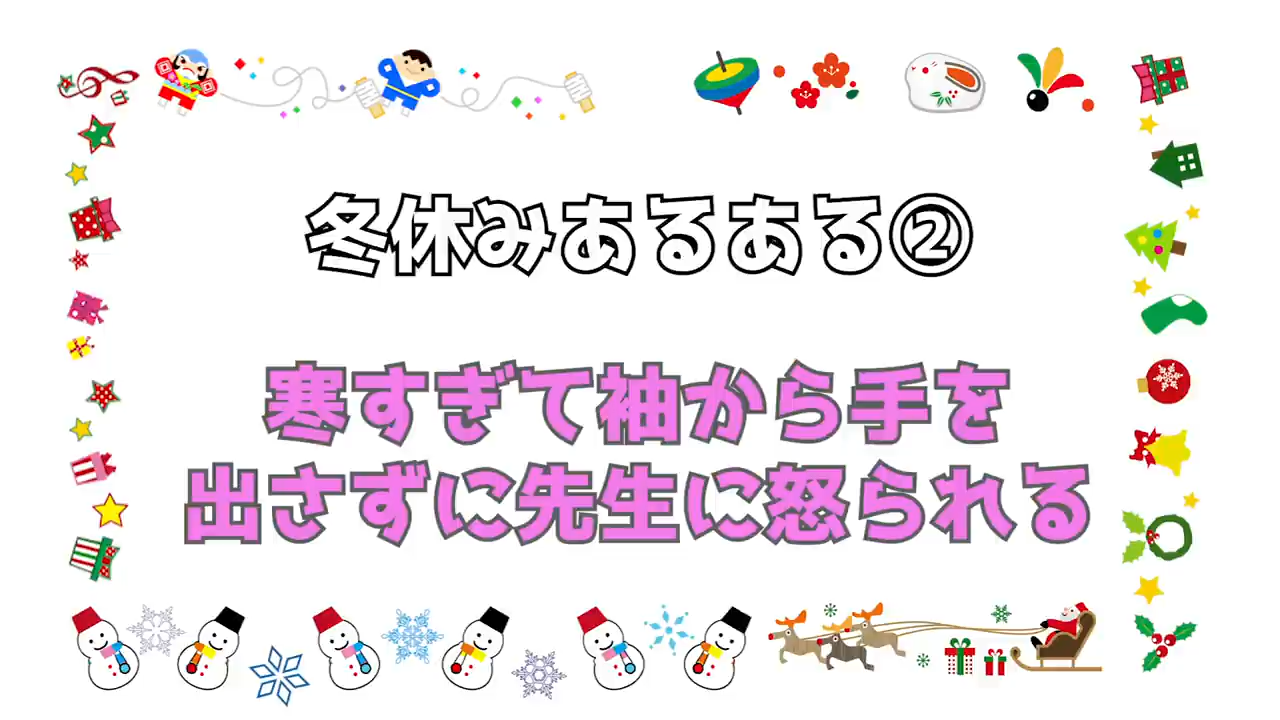 冬休みあるある②
寒すぎて袖から手を
出さずに先生に怒られる